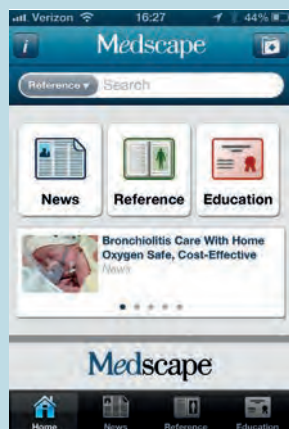 Verizon 16:27 44%
i Medscape
Reference ▾ Search
News Reference Education
Bronchiolitis Care With Home
Oxygen Safe, Cost-Effective
News
Medscape
Home News Reference Education